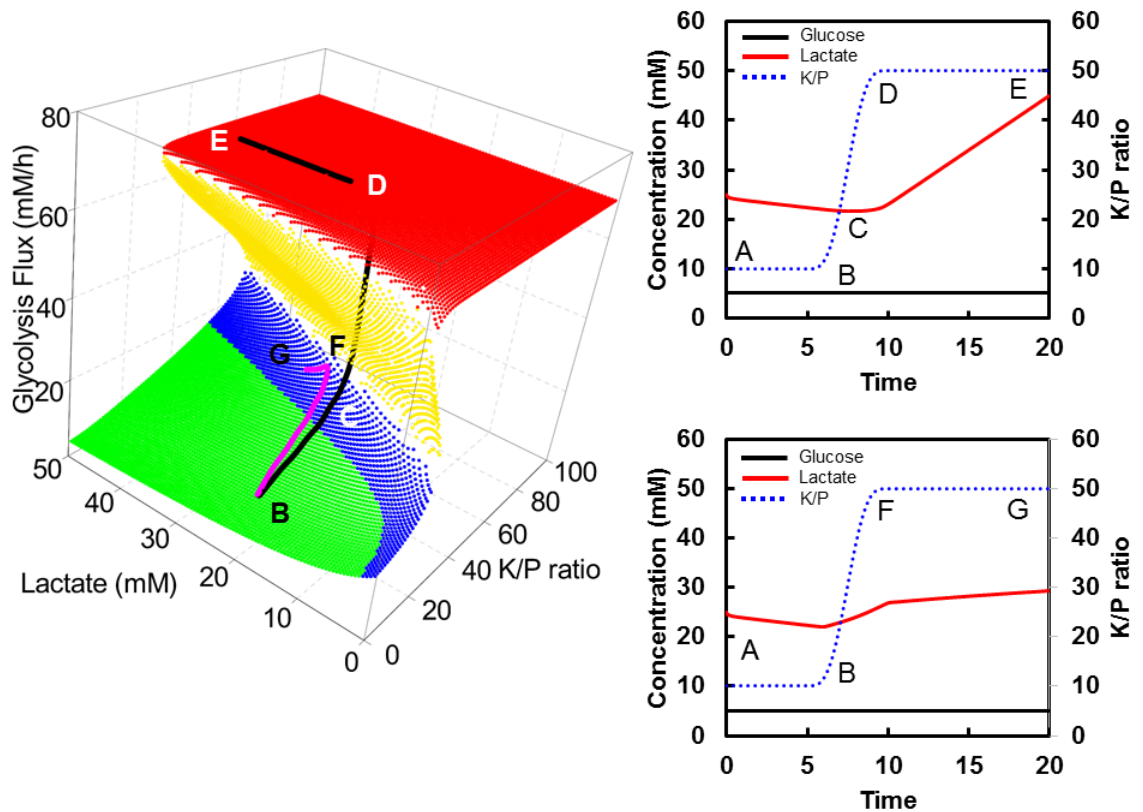 Glycolysis Flux (mM/h)
80
60
40
20
E
D
F
G
C
B
50
40
30
20
10
0
Lactate (mM)
0
20
40
60
80
100
K/P ratio
Concentration (mM)
60
50
40
30
20
10
0
Glucose
Lactate
K/P
A
B
C
D
E
60
50
40
30
20
10
0
K/P ratio
0 5 10 15 20
Time
Concentration (mM)
60
50
40
30
20
10
0
Glucose
Lactate
K/P
A
B
F
G
60
50
40
30
20
10
0
K/P ratio
0 5 10 15 20
Time